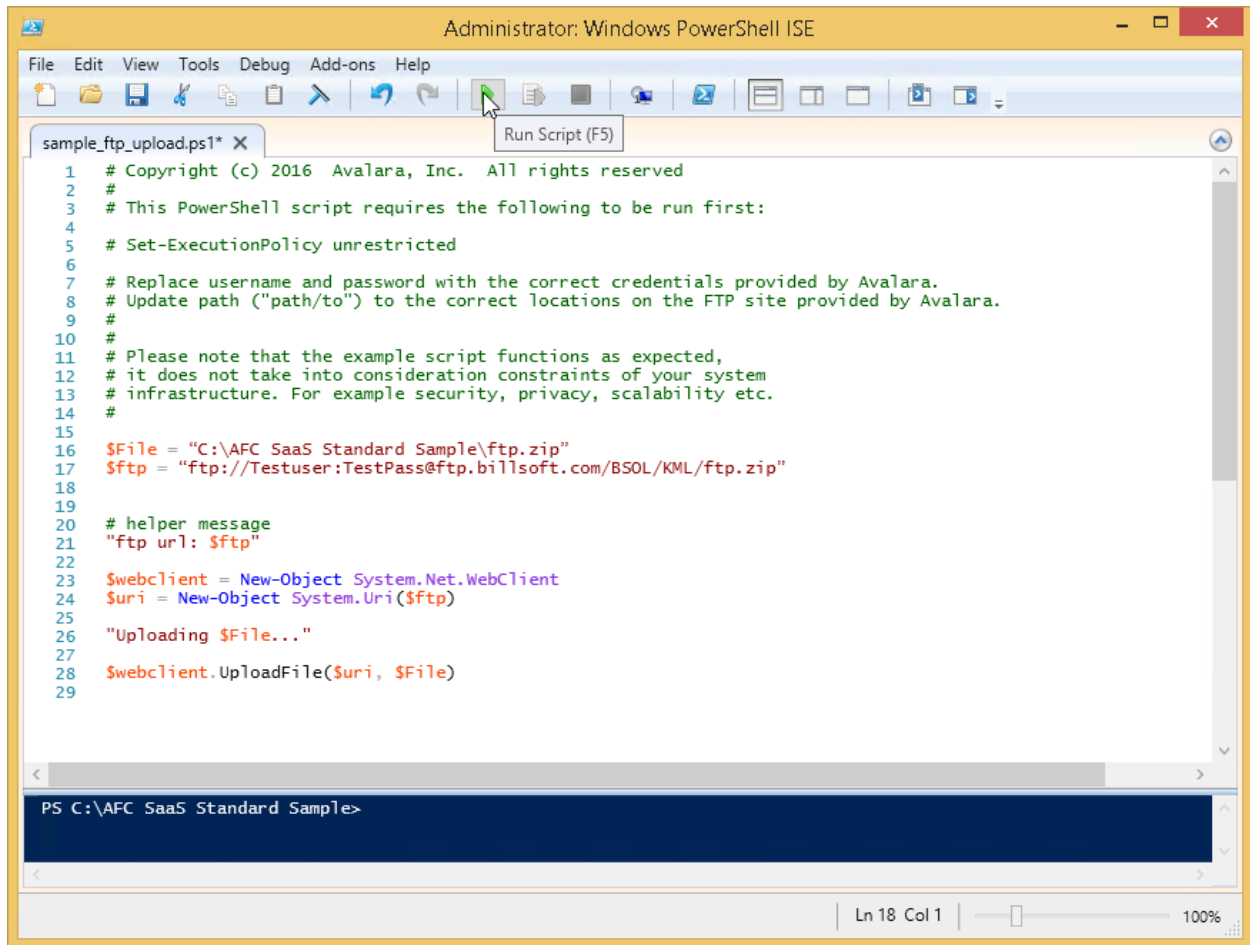 Administrator: Windows PowerShell ISE
File Edit View Tools Debug Add-ons Help
Run Script (F5)
sample_ftp_upload.ps1*
1 # Copyright (c) 2016  Avalara, Inc.  All rights reserved
2 #
3 # This PowerShell script requires the following to be run first:
4
5 # Set-ExecutionPolicy unrestricted
6
7 # Replace username and password with the correct credentials provided by Avalara.
8 # Update path ("path/to") to the correct locations on the FTP site provided by Avalara.
9 #
10 #
11 # Please note that the example script functions as expected,
12 # it does not take into consideration constraints of your system
13 # infrastructure. For example security, privacy, scalability etc.
14 #
15
16 $File = “C:\AFC SaaS Standard Sample\ftp.zip”
17 $ftp = “ftp://Testuser:TestPass@ftp.billsoft.com/BSOL/KML/ftp.zip”
18
19
20 # helper message
21 "ftp url: $ftp"
22
23 $webclient = New-Object System.Net.WebClient
24 $uri = New-Object System.Uri($ftp)
25
26 "Uploading $File..."
27
28 $webclient.UploadFile($uri, $File)
29
PS C:\AFC SaaS Standard Sample>
Ln 18 Col 1 100%